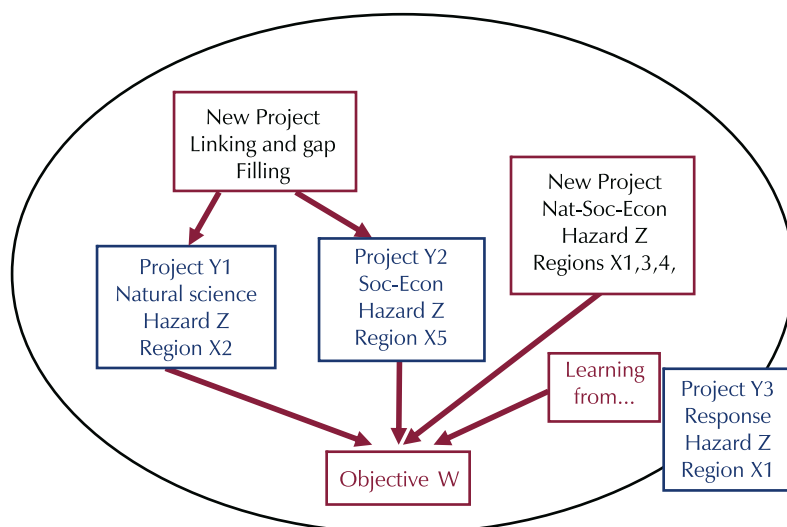 New Project
Linking and gap
Filling
New Project
Nat-Soc-Econ
Hazard Z
Regions X1,3,4,
Project Y1
Natural science
Hazard Z
Region X2
Project Y2
Soc-Econ
Hazard Z
Region X5
Learning
from...
Project Y3
Response
Hazard Z
Region X1
Objective W